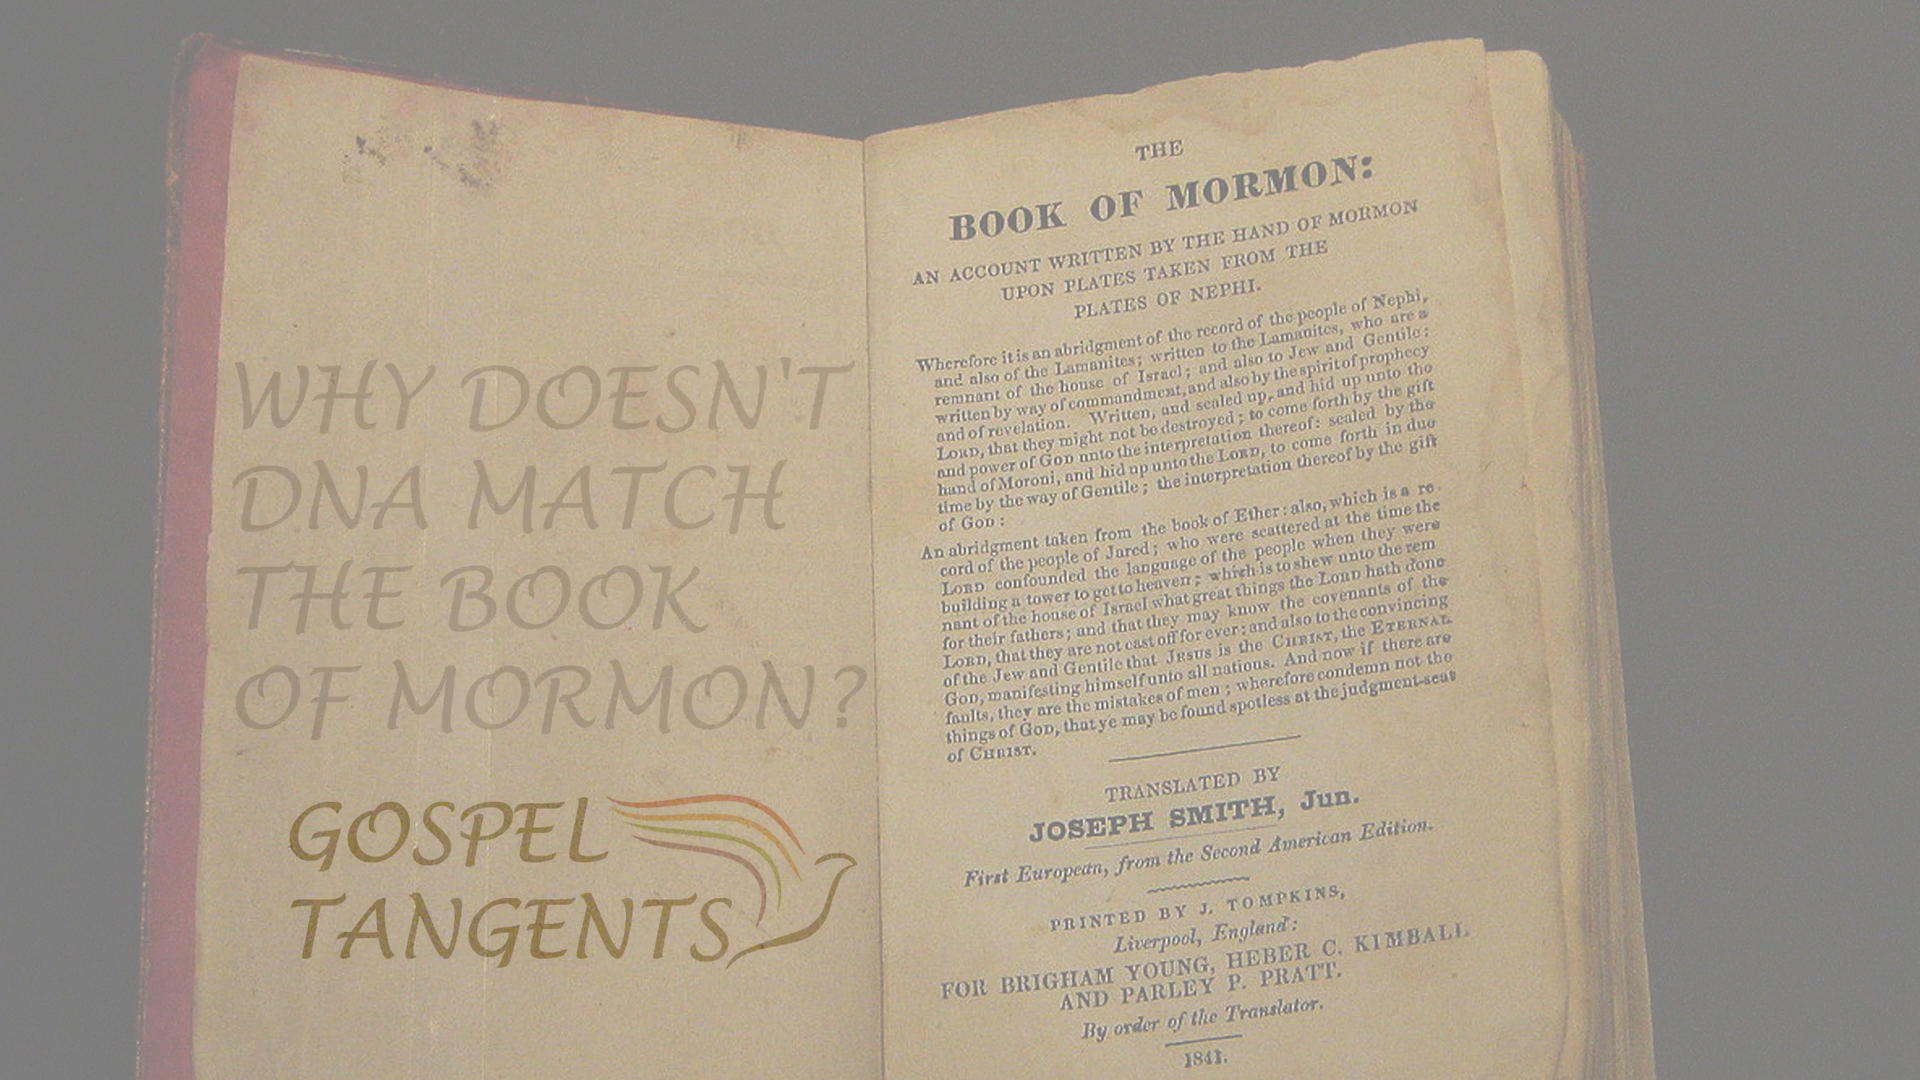 WHY DOESN'T
DNA MATCH
THE BOOK
OF MORMON?
GOSPEL
TANGENTS
THE
BOOK OF MORMON:
AN ACCOUNT WRITTEN BY THE HAND OF MORMON
UPON PLATES TAKEN FROM THE
PLATES OF NEPHI.
Wherefore it is an abridgment of the record of the people of Nephi,
and also of the Lamanites; written to the Lamanites, who are a
remnant of the house of Israel; and also to Jew and Gentile:
written by way of commandment, and also by the spirit of prophecy
and of revelation. Written, and sealed up, and hid up unto the
LORD, that they might not be destroyed; to come forth by the gift
and power of GOD unto the interpretation thereof: sealed by the
hand of Moroni, and hid up unto the LORD, to come forth in due
time by the way of Gentile; the interpretation thereof by the gift
of GOD:
An abridgment taken from the book of Ether: also, which is a re-
cord of the people of Jared; who were scattered at the time the
LORD confounded the language of the people when they were
building a tower to get to heaven; which is to shew unto the rem
nant of the house of Israel what great things the LORD hath done
for their fathers; and that they may know the covenants of the
LORD, that they are not cast off for ever: and also to the convincing
of the Jew and Gentile that JESUS is the CHRIST, the ETERNAL
GOD, manifesting himself unto all nations. And now if there are
faults, they are the mistakes of men; wherefore condemn not the
things of GOD, that ye may be found spotless at the judgment-seat
of CHRIST.
TRANSLATED BY
JOSEPH SMITH, Jun.
First European, from the Second American Edition.
PRINTED BY J. TOMPKINS,
Liverpool, England:
FOR BRIGHAM YOUNG, HEBER C. KIMBALL
AND PARLEY P. PRATT.
By order of the Translator.
1841.